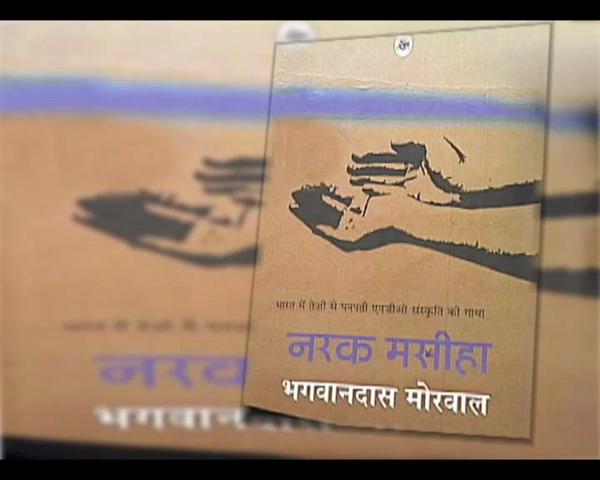 भारत में तेज़ी से पनपती एनजीओ संस्कृति की गाथा
नरक मसीहा
भगवानदास मोरवाल